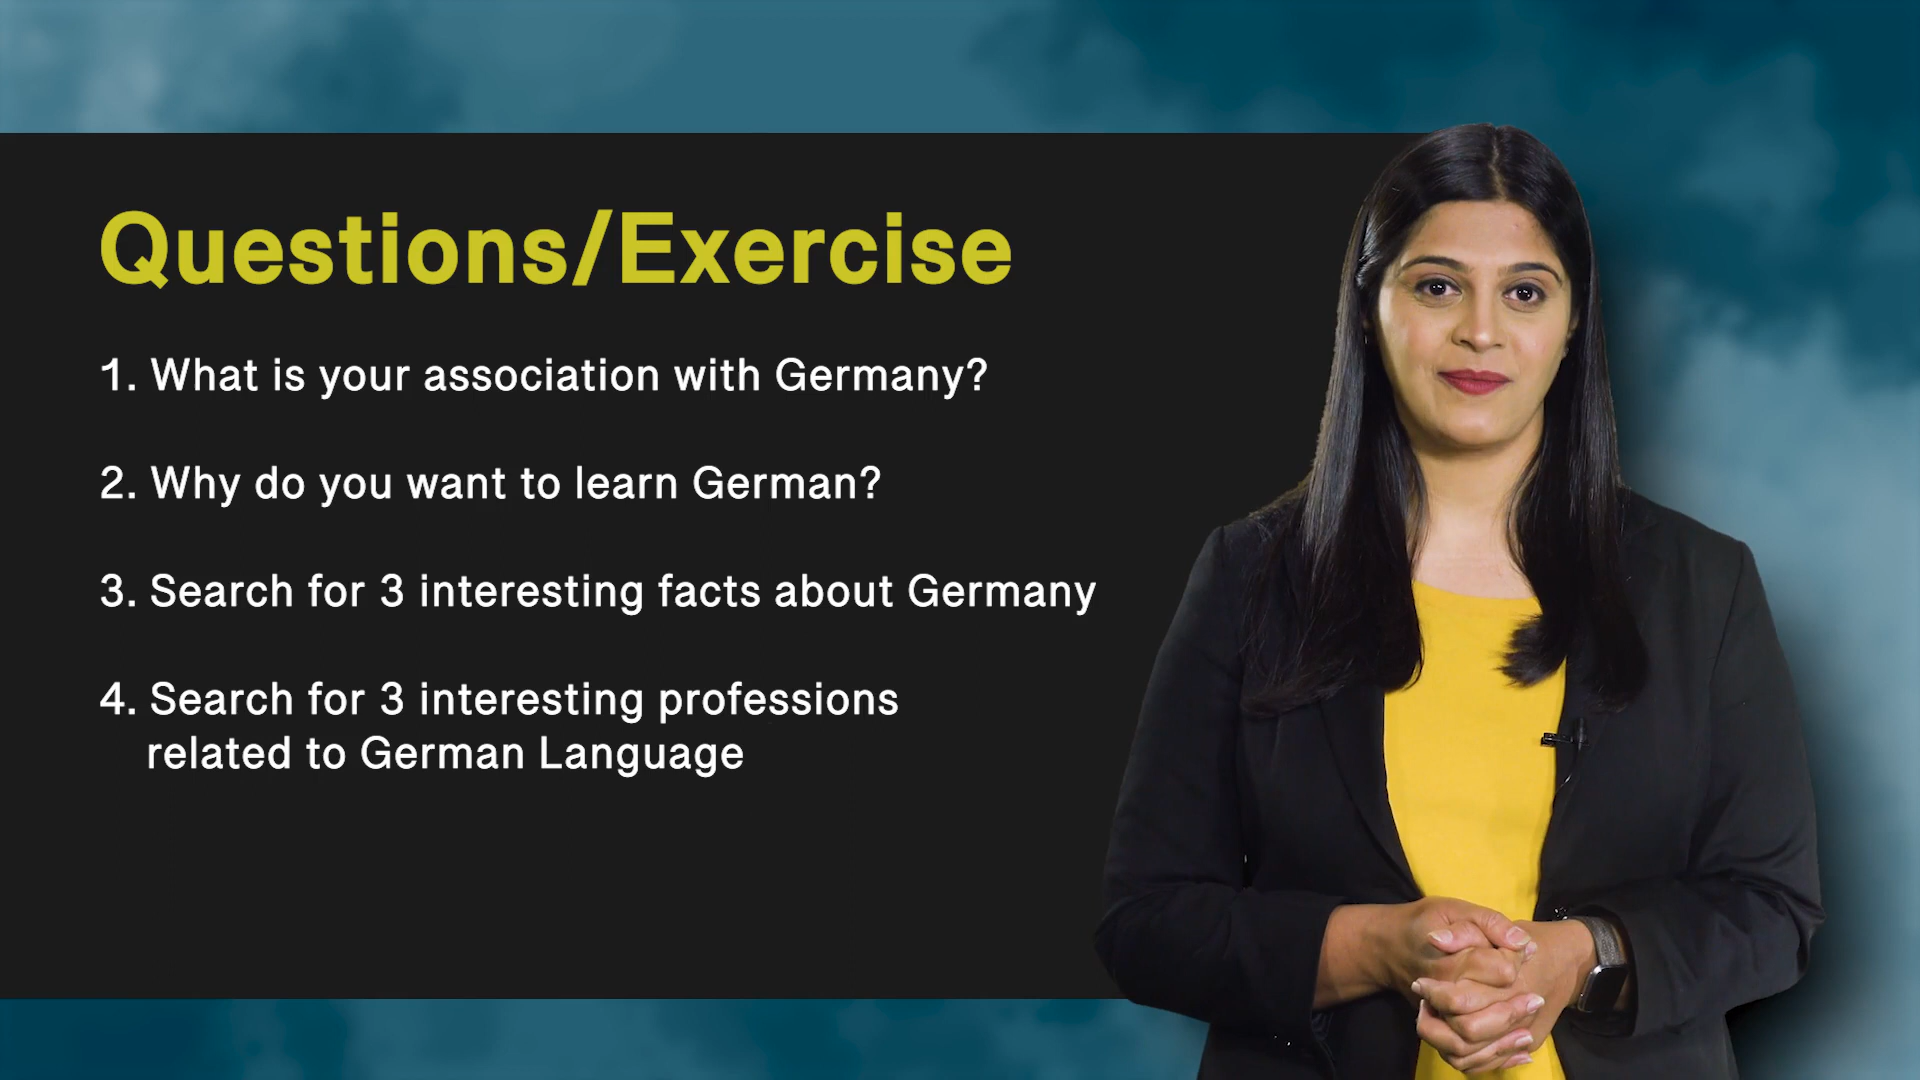 Questions/Exercise
1. What is your association with Germany?
2. Why do you want to learn German?
3. Search for 3 interesting facts about Germany
4. Search for 3 interesting professions
related to German Language